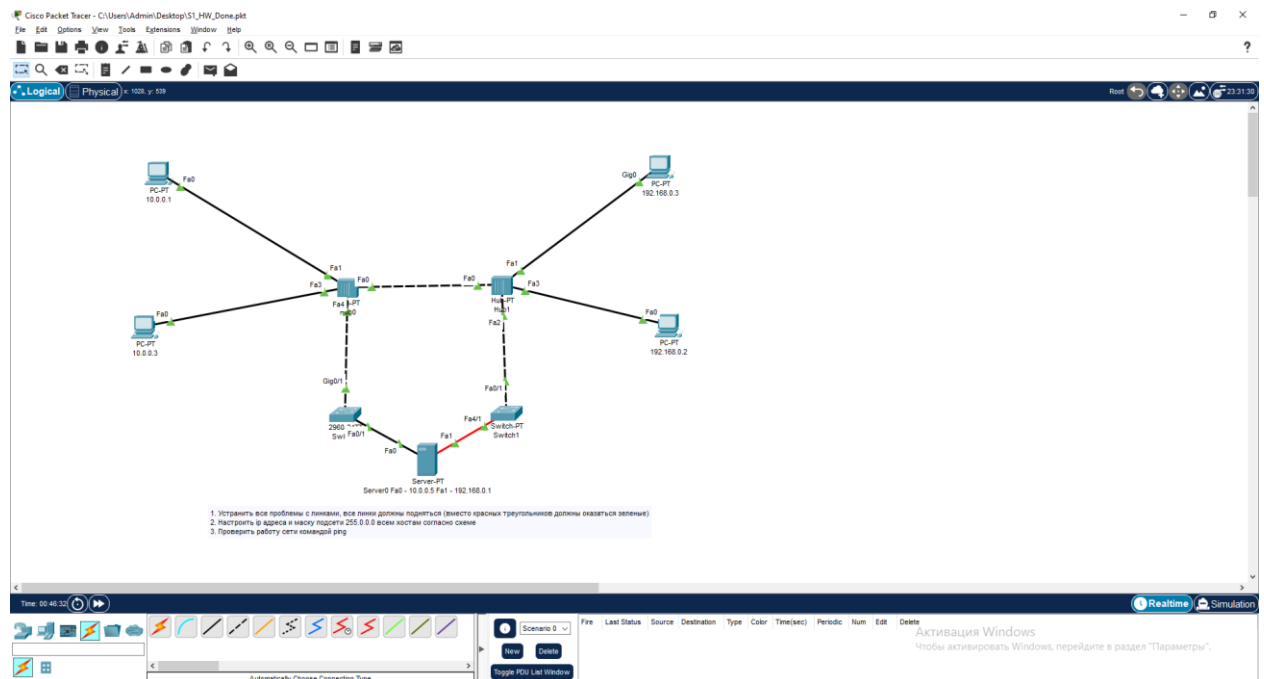 Cisco Packet Tracer - C:\Users\Admin\Desktop\S1_HW_Done.pkt
File Edit Options View Tools Extensions Window Help
?
Logical Physical x: 1028, y: 539 Root 23:31:30
Fa0
PC-PT
10.0.0.1
Gig0
PC-PT
192.168.0.3
Fa1
Fa3
Fa0
Fa4
-PT
Fa0
Fa1
Fa3
Hub-PT
Hub1
Fa2
Fa0
PC-PT
10.0.0.3
Fa0
PC-PT
192.168.0.2
Gig0/1
2960
Fa0/1
Fa0/1
Fa4/1
Switch-PT
Switch1
Fa0
Fa1
Server-PT
Server0 Fa0 - 10.0.0.5 Fa1 - 192.168.0.1
1. Устранить все проблемы с линками, все линки должны подняться (вместо красных треугольников должны оказаться зеленые)
2. Настроить ip адреса и маску подсети 255.0.0.0 всем хостам согласно схеме
3. Проверить работу сети командой ping
Time: 00:46:32 Realtime Simulation
Scenario 0
New Delete
Toggle PDU List Window
Fire Last Status Source Destination Type Color Time(sec) Periodic Num Edit Delete
Активация Windows
Чтобы активировать Windows, перейдите в раздел "Параметры".
Automatically Choose Connection Type